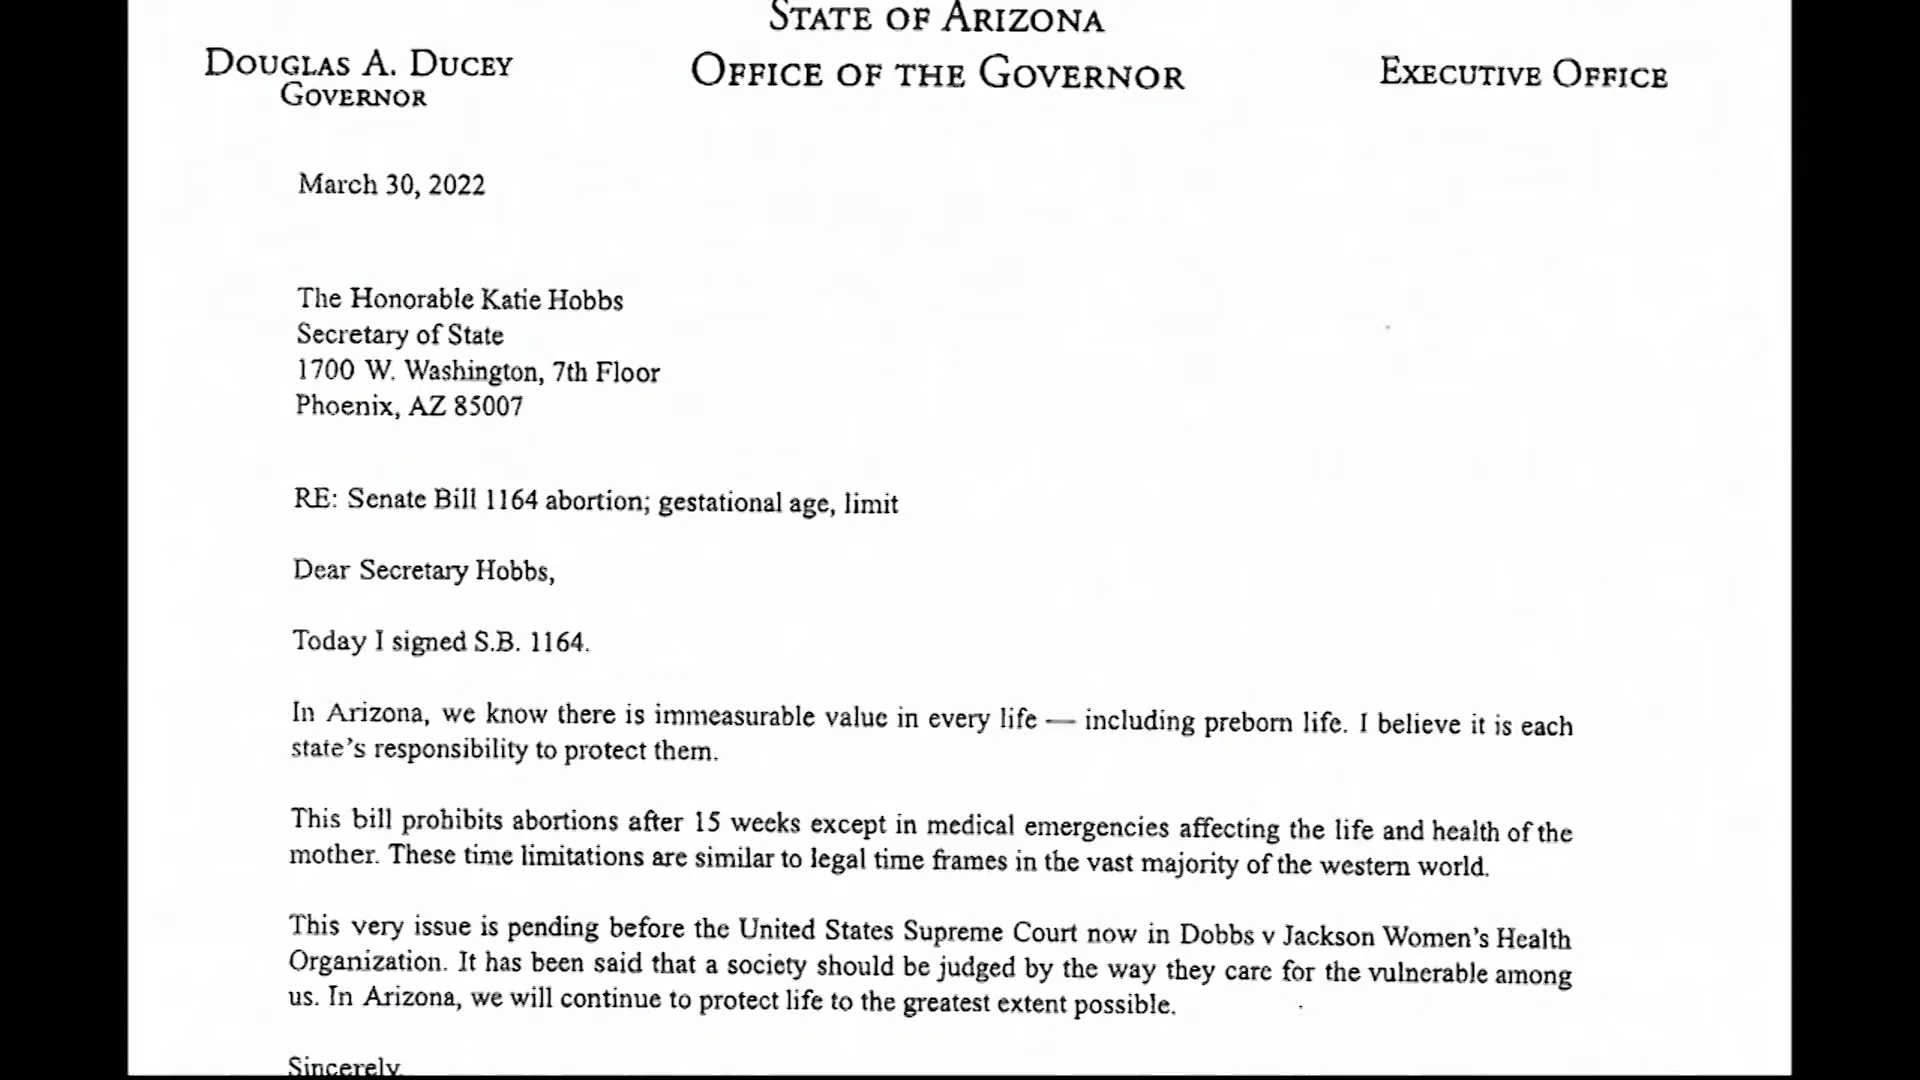 STATE OF ARIZONA
DOUGLAS A. DUCEY
GOVERNOR
OFFICE OF THE GOVERNOR
EXECUTIVE OFFICE
March 30, 2022
The Honorable Katie Hobbs
Secretary of State
1700 W. Washington, 7th Floor
Phoenix, AZ 85007
RE: Senate Bill 1164 abortion; gestational age, limit
Dear Secretary Hobbs,
Today I signed S.B. 1164.
In Arizona, we know there is immeasurable value in every life — including preborn life. I believe it is each
state's responsibility to protect them.
This bill prohibits abortions after 15 weeks except in medical emergencies affecting the life and health of the
mother. These time limitations are similar to legal time frames in the vast majority of the western world.
This very issue is pending before the United States Supreme Court now in Dobbs v Jackson Women's Health
Organization. It has been said that a society should be judged by the way they care for the vulnerable among
us. In Arizona, we will continue to protect life to the greatest extent possible.
Sincerely,